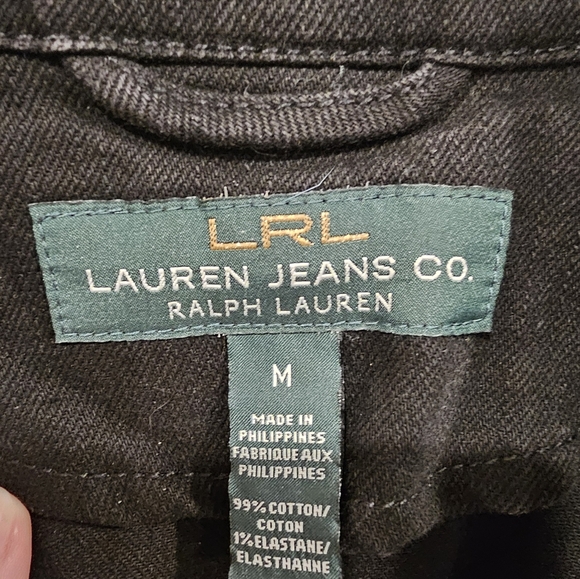 LRL
LAUREN JEANS CO.
RALPH LAUREN
M
MADE IN
PHILIPPINES
FABRIQUE AUX
PHILIPPINES
99% COTTON/
COTON
1% ELASTANE/
ELASTHANNE